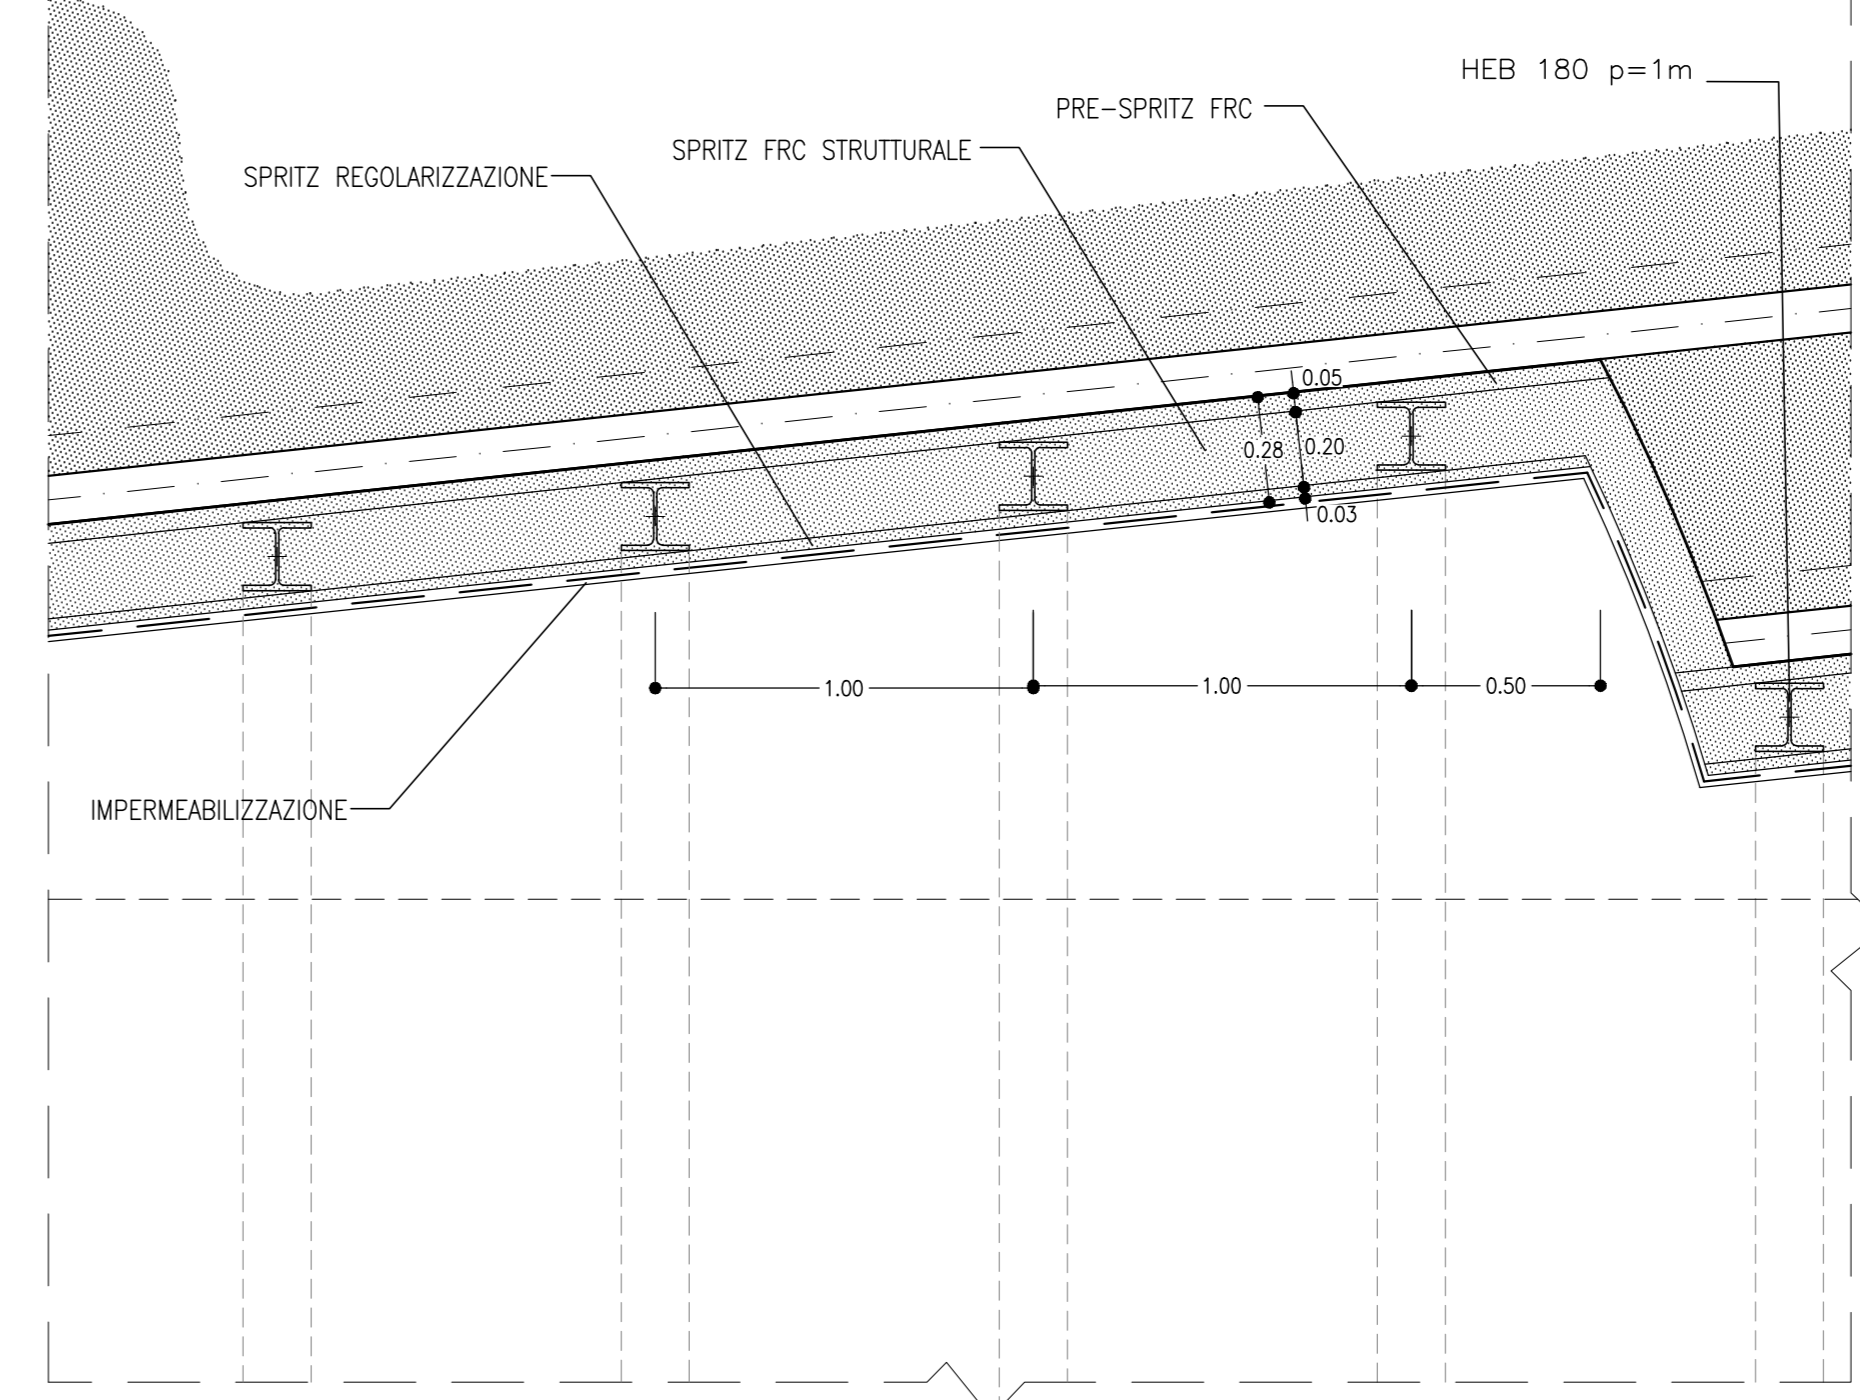 HEB 180 p=1m
PRE-SPRITZ FRC
SPRITZ FRC STRUTTURALE
SPRITZ REGOLARIZZAZIONE
0.05
0.28
0.20
0.03
1.00
1.00
0.50
IMPERMEABILIZZAZIONE